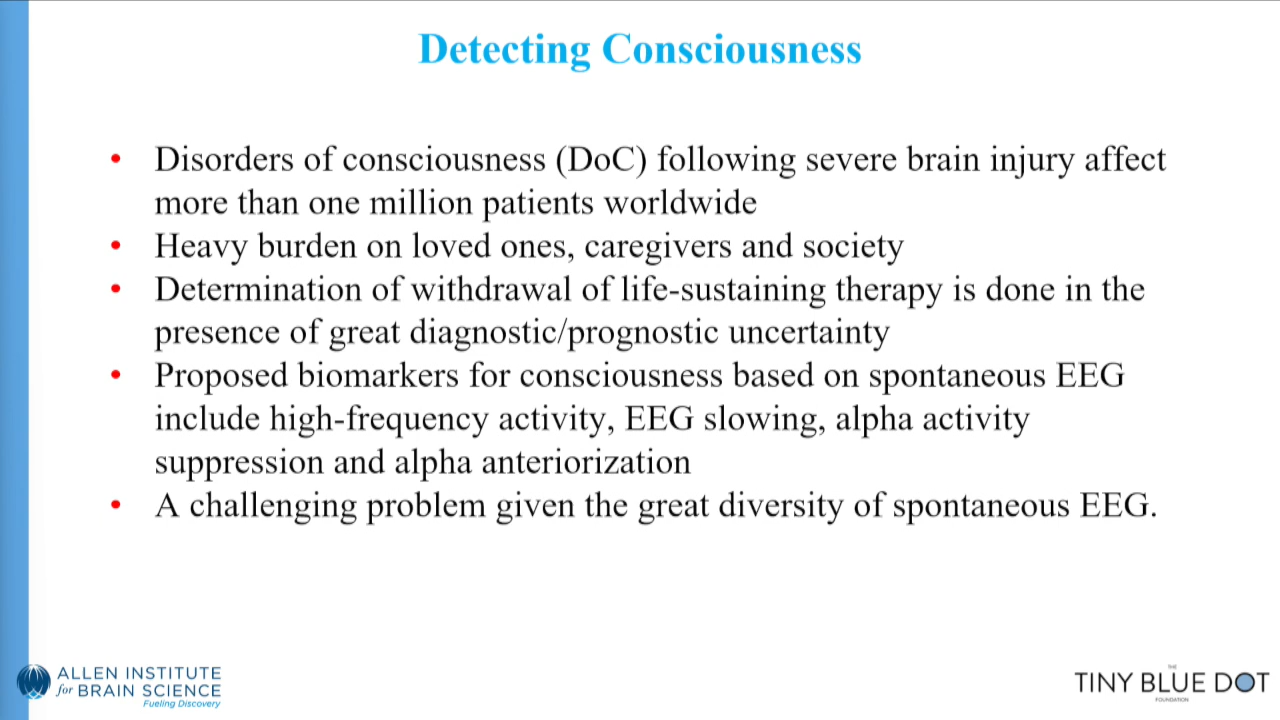 Detecting Consciousness
• Disorders of consciousness (DoC) following severe brain injury affect
more than one million patients worldwide
• Heavy burden on loved ones, caregivers and society
• Determination of withdrawal of life-sustaining therapy is done in the
presence of great diagnostic/prognostic uncertainty
• Proposed biomarkers for consciousness based on spontaneous EEG
include high-frequency activity, EEG slowing, alpha activity
suppression and alpha anteriorization
• A challenging problem given the great diversity of spontaneous EEG.
ALLEN INSTITUTE
for BRAIN SCIENCE
Fueling Discovery
THE
TINY BLUE DOT
FOUNDATION